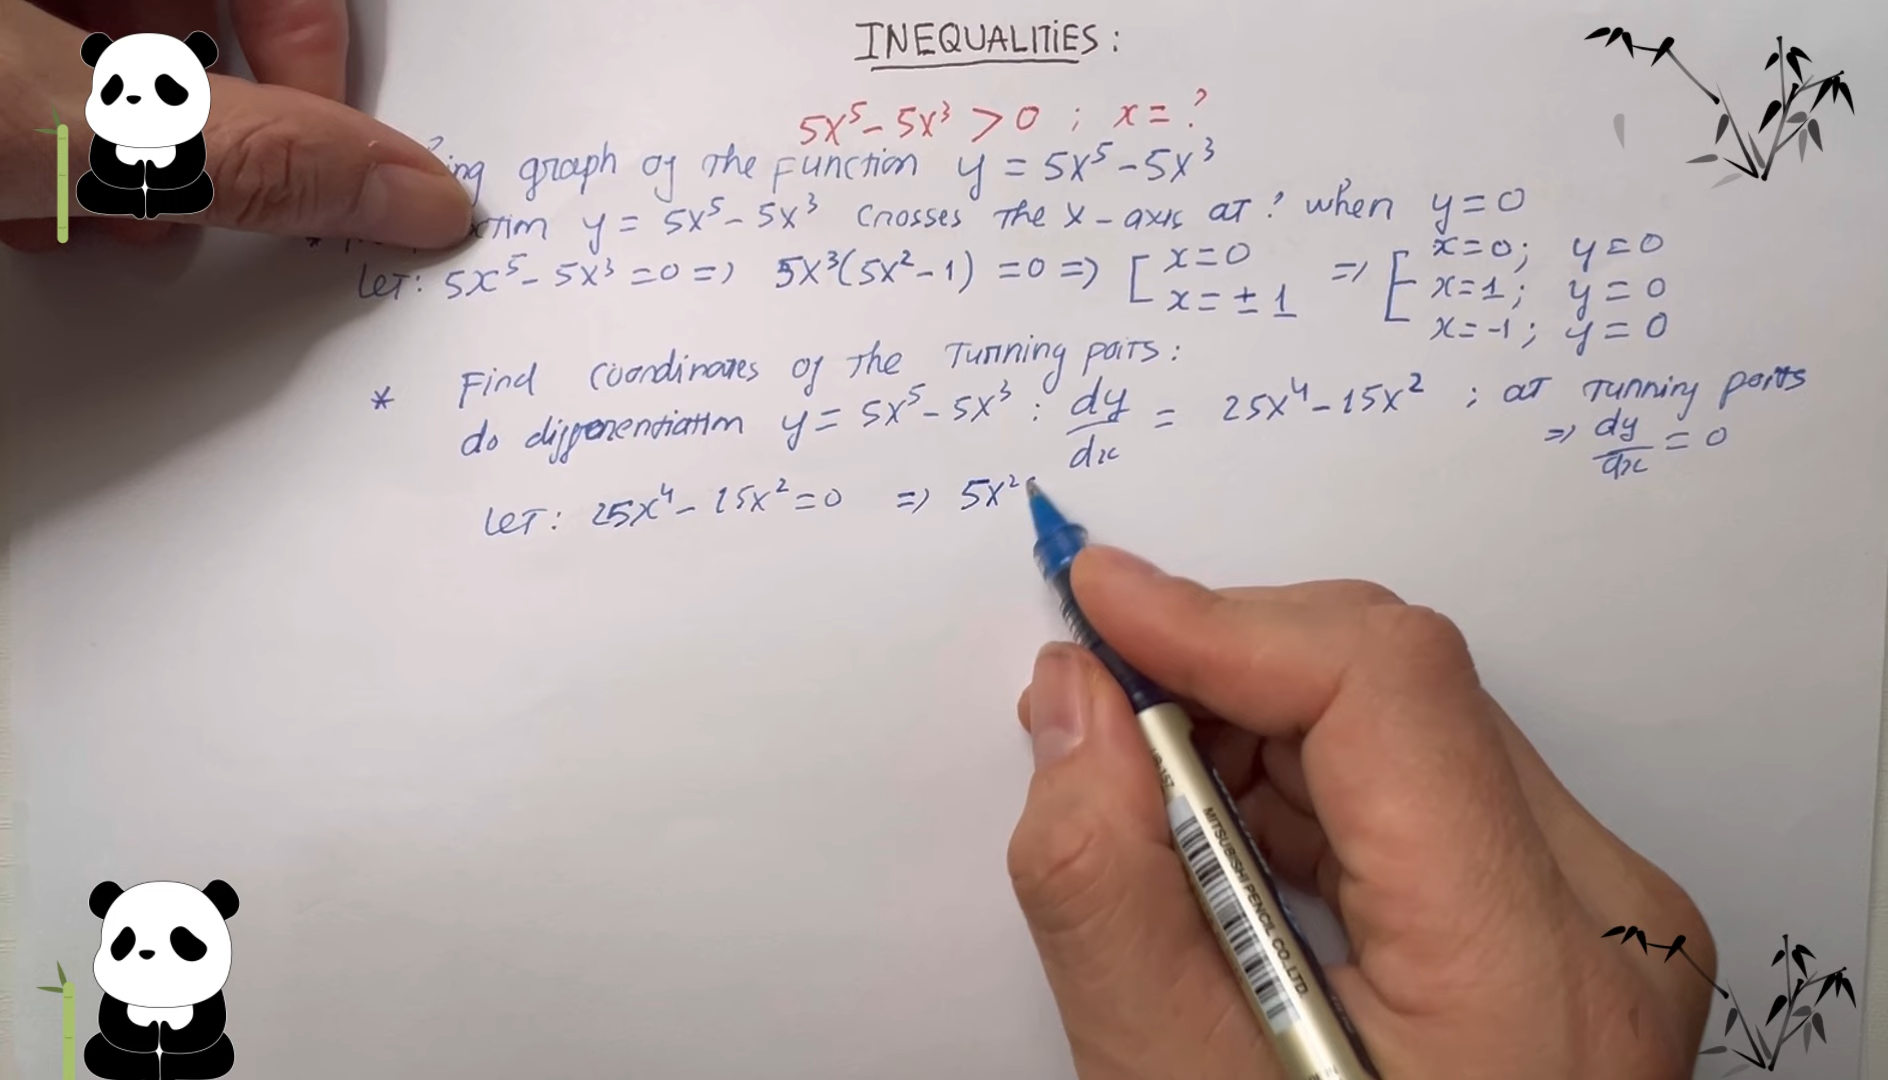 INEQUALITIES:
5x⁵ - 5x³ > 0 ; x = ?
ing graph of the Function y = 5x⁵ - 5x³
y = 5x⁵ - 5x³ crosses the x-axis at? when y = 0
Let: 5x⁵ - 5x³ = 0 => 5x³(5x² - 1) = 0 => [ x = 0 => [ x = 0; y = 0
x = ± 1 x = 1; y = 0
x = -1; y = 0
* Find Coordinates of the Turning poits:
do differentiation y = 5x⁵ - 5x³ : dy/dx = 25x⁴ - 15x² ; at turning poits
=> dy/dx = 0
Let: 25x⁴ - 15x² = 0 => 5x²
MITSUBISHI PENCIL CO.,LTD